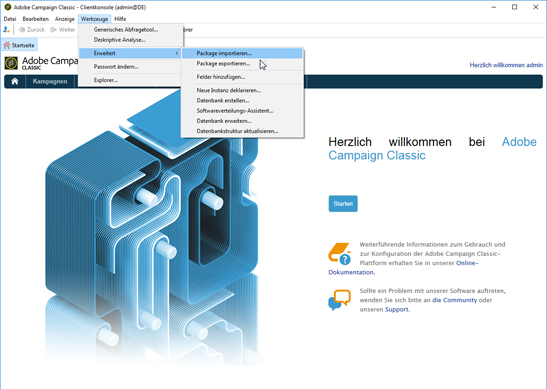 Adobe Campaign Classic - Clientkonsole (admin@DE)
Datei Bearbeiten Anzeige Werkzeuge Hilfe
Zurück Weiter
Startseite
Generisches Abfragetool...
Deskriptive Analyse...
Erweitert
Passwort ändern...
Explorer...
Package importieren...
Package exportieren...
Felder hinzufügen...
Neue Instanz deklarieren...
Datenbank erstellen...
Softwareverteilungs-Assistent...
Datenbank erweitern...
Datenbankstruktur aktualisieren...
Adobe Campa
CLASSIC
Herzlich willkommen admin
Kampagnen
Herzlich willkommen bei Adobe
Campaign Classic
Starten
Weiterführende Informationen zum Gebrauch und
zur Konfiguration der Adobe Campaign Classic-
Plattform erhalten Sie in unserer Online-
Dokumentation.
Sollte ein Problem mit unserer Software auftreten,
wenden Sie sich bitte an die Community oder
unseren Support.